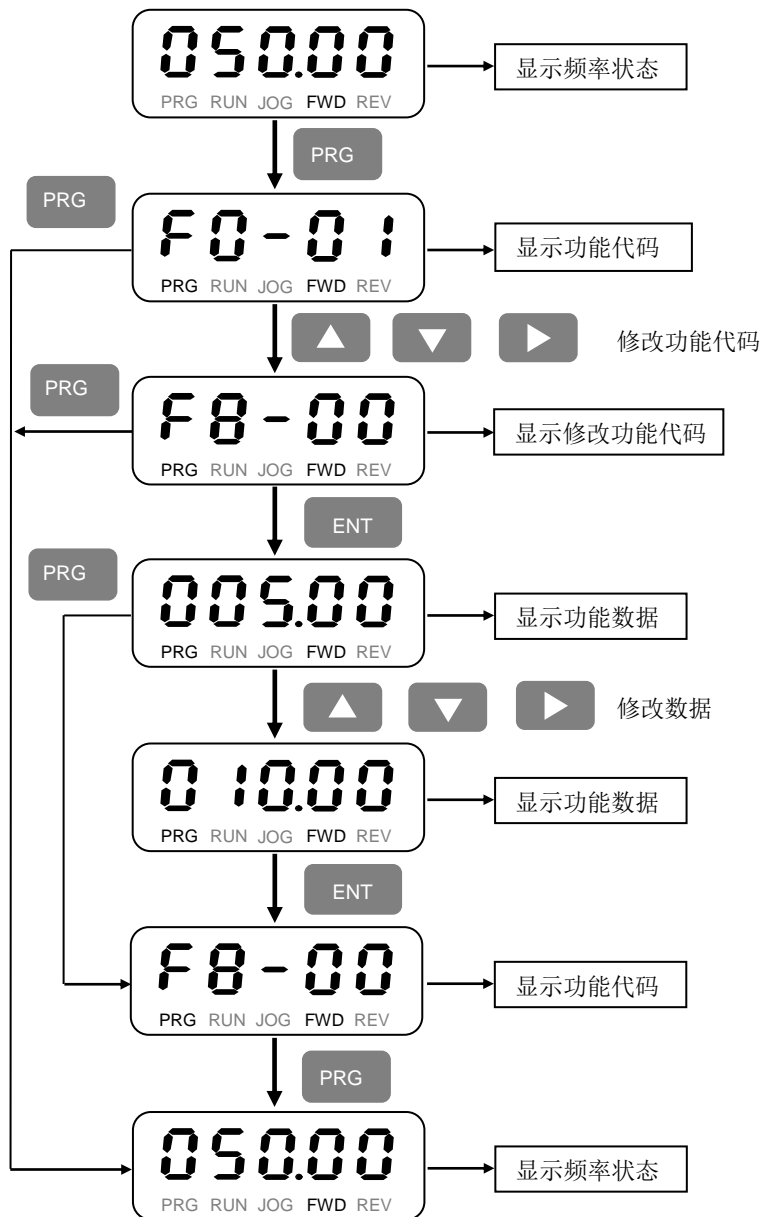 050.00
显示频率状态
PRG RUN JOG FWD REV
PRG
PRG
F0-01
显示功能代码
PRG RUN JOG FWD REV
修改功能代码
PRG
F8-00
显示修改功能代码
PRG RUN JOG FWD REV
ENT
PRG
005.00
显示功能数据
PRG RUN JOG FWD REV
修改数据
010.00
显示功能数据
PRG RUN JOG FWD REV
ENT
F8-00
显示功能代码
PRG RUN JOG FWD REV
PRG
050.00
显示频率状态
PRG RUN JOG FWD REV